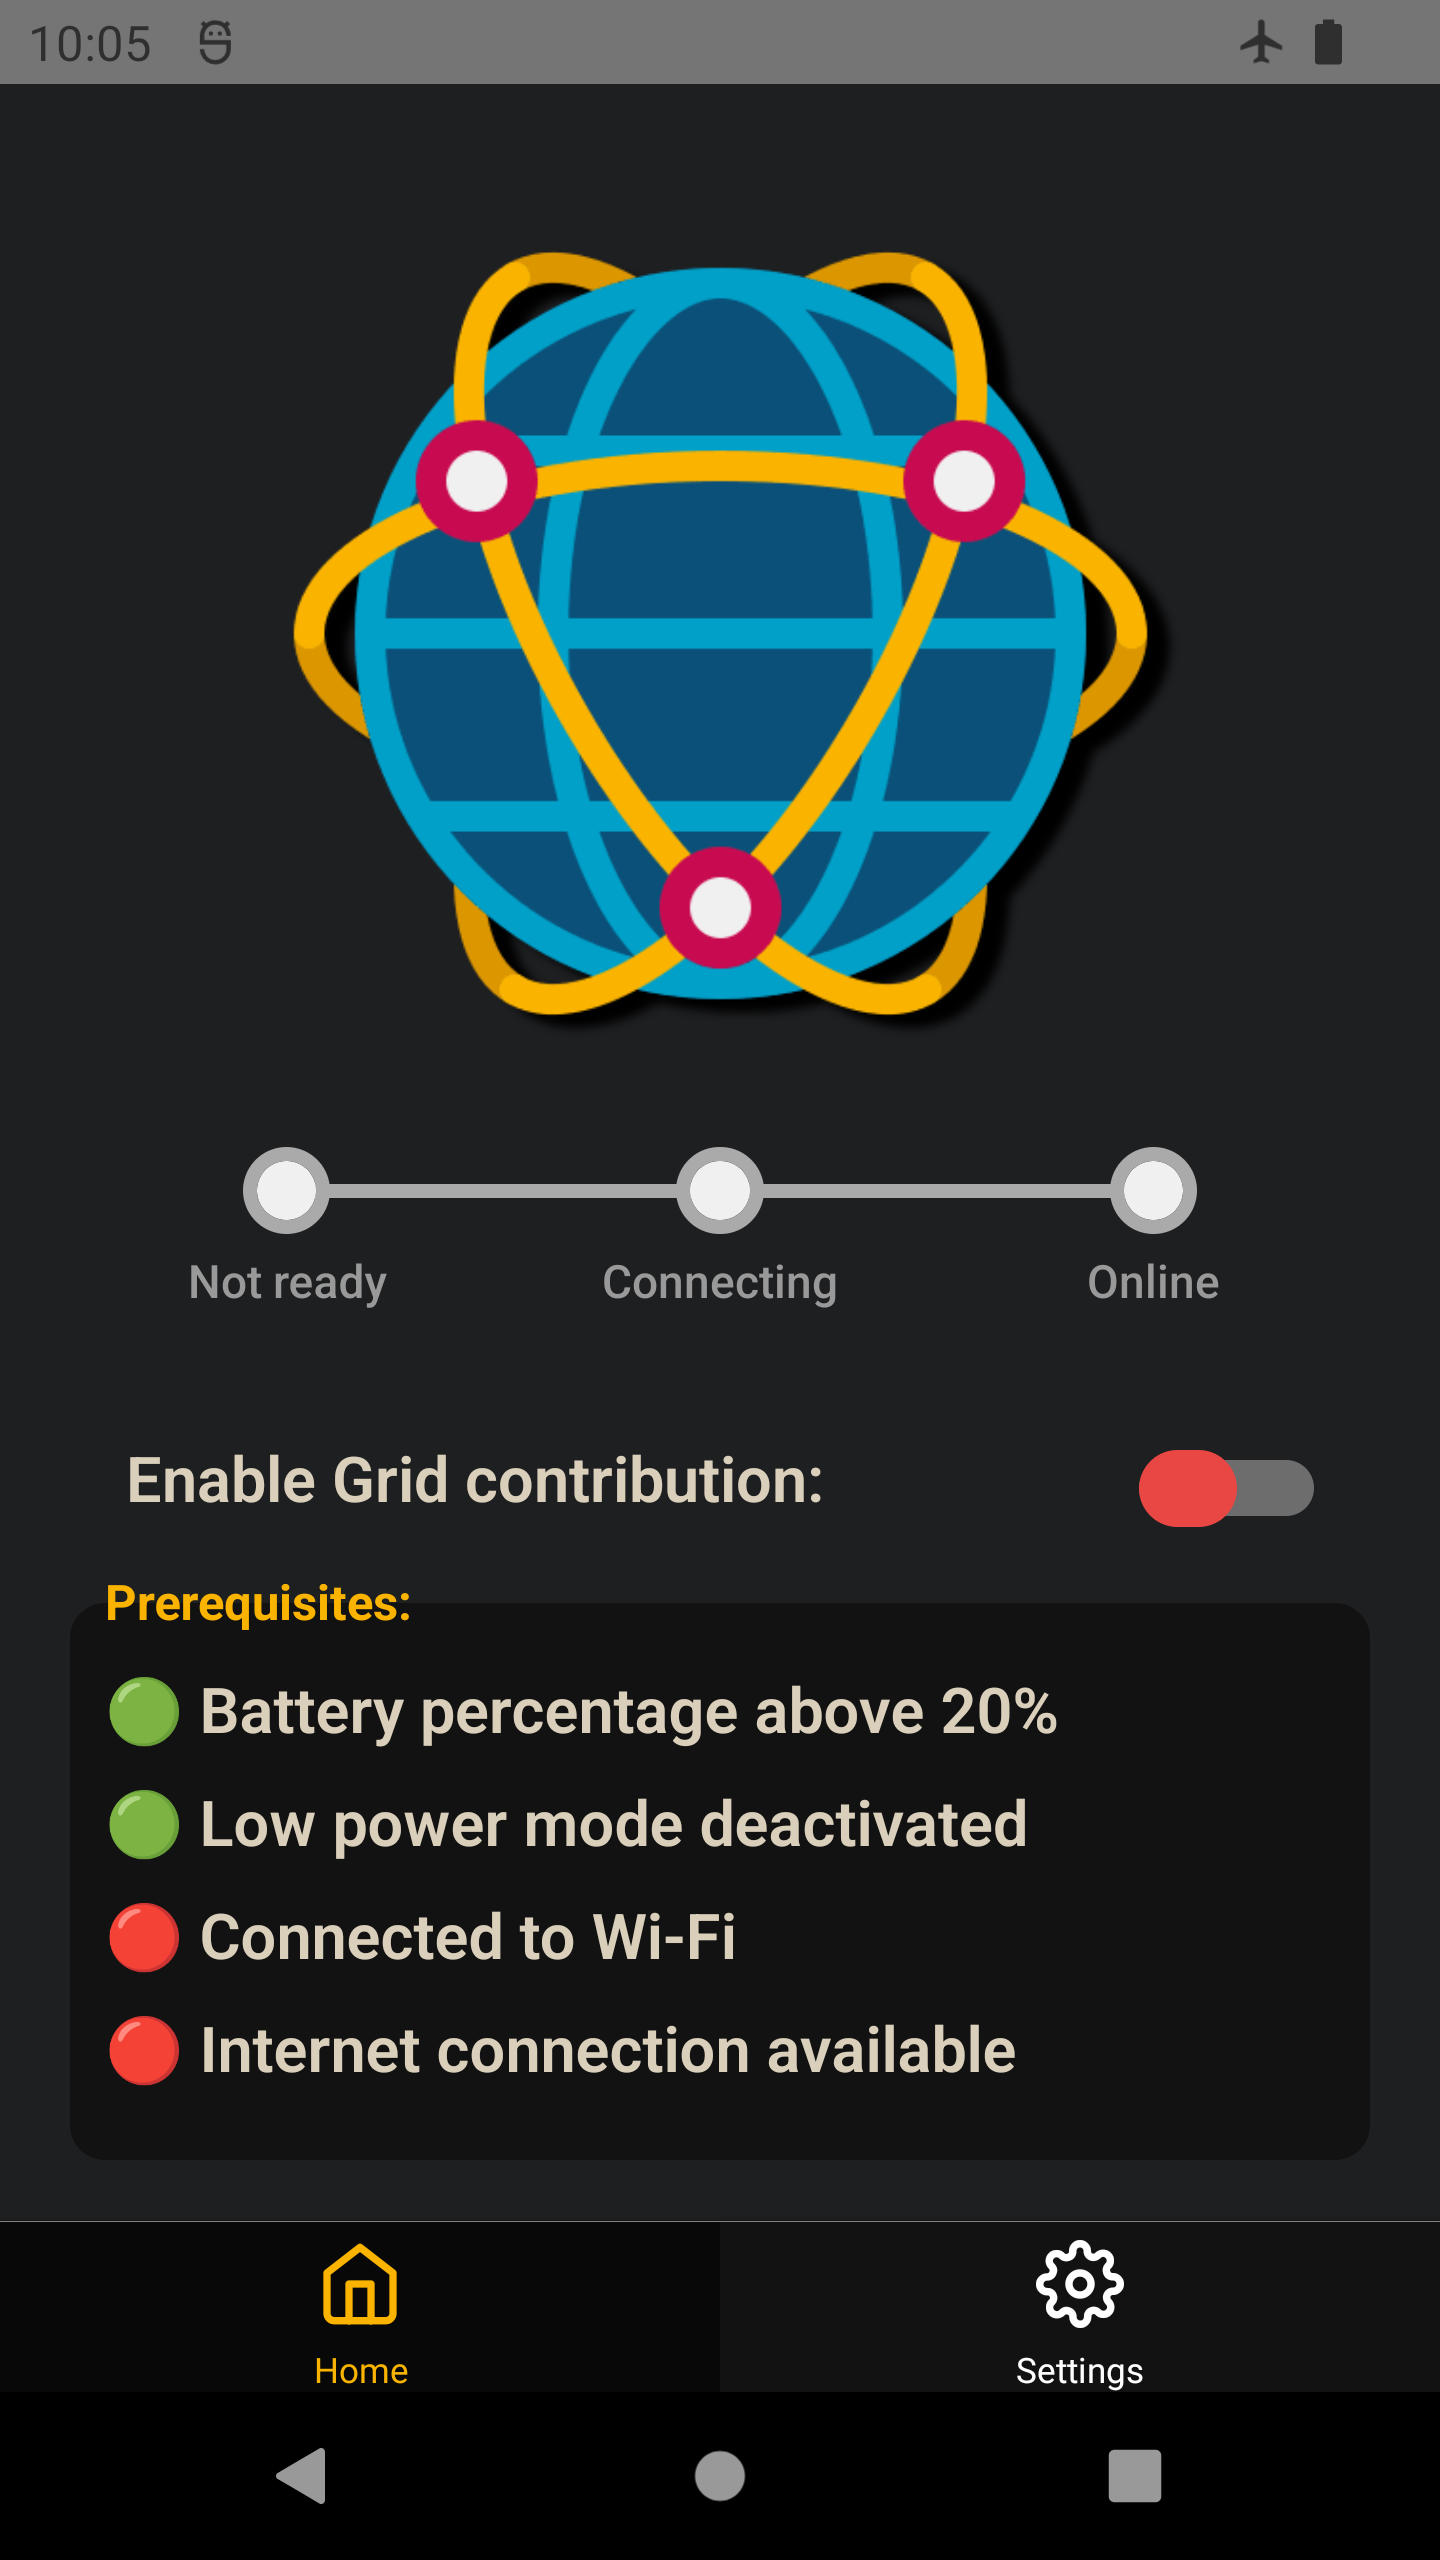 10:05
Not ready
Connecting
Online
Enable Grid contribution:
Prerequisites:
Battery percentage above 20%
Low power mode deactivated
Connected to Wi-Fi
Internet connection available
Home
Settings